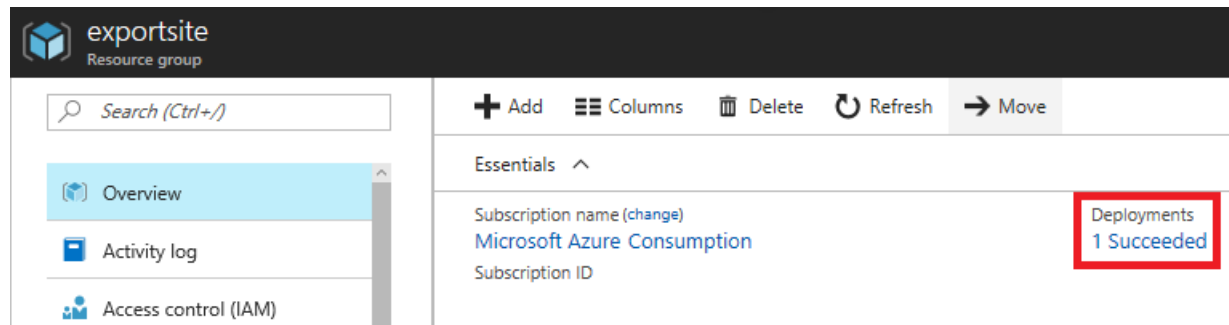 exportsite
Resource group
Search (Ctrl+/)
Overview
Activity log
Access control (IAM)
Add Columns Delete Refresh Move
Essentials
Subscription name (change)
Microsoft Azure Consumption
Subscription ID
Deployments
1 Succeeded